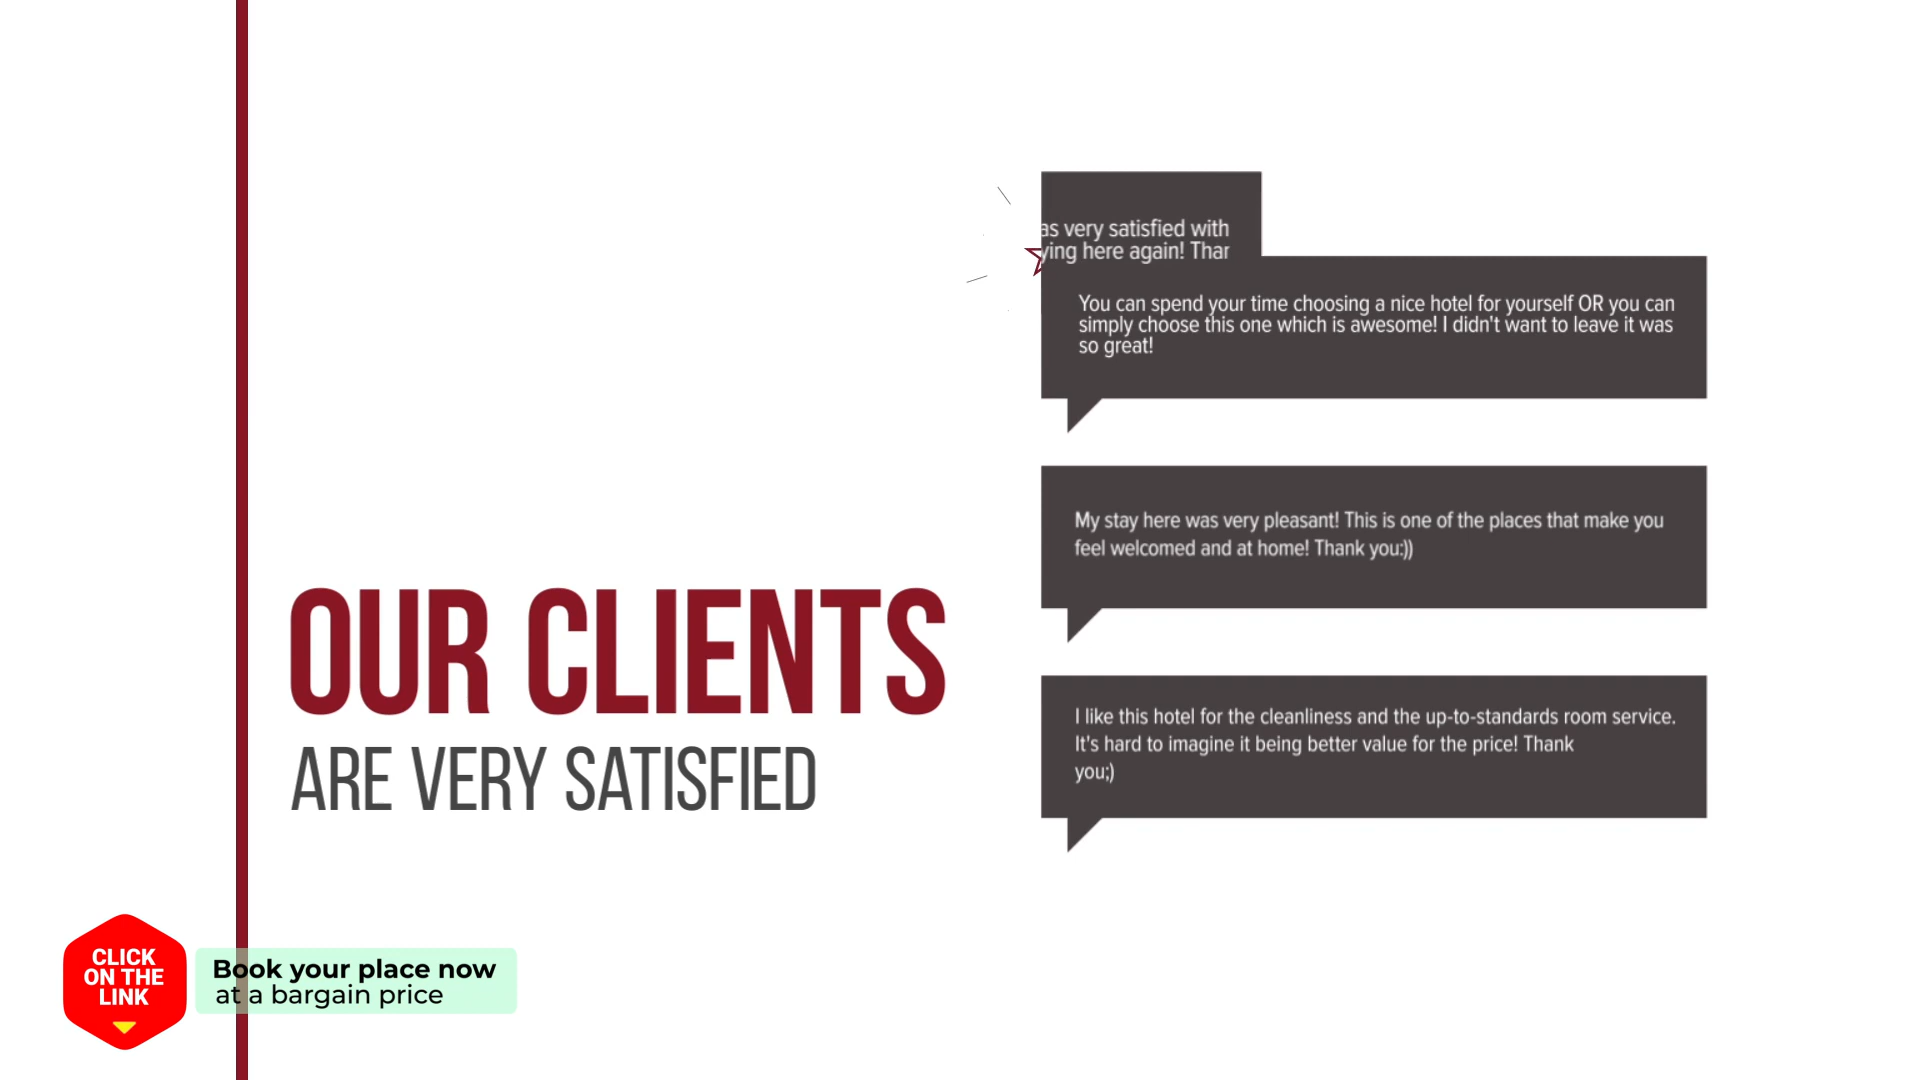 OUR CLIENTS
ARE VERY SATISFIED
very satisfied with
here again!
You can spend your time choosing a nice hotel for yourself OR you can
simply choose this one which is awesome! I didn't want to leave it was
so great!
My stay here was very pleasant! This is one of the places that make you
feel welcomed and at home! Thank you:))
I like this hotel for the cleanliness and the up-to-standards room service.
It's hard to imagine it being better value for the price! Thank
you;)
CLICK
ON THE
LINK
Book your place now
at a bargain price